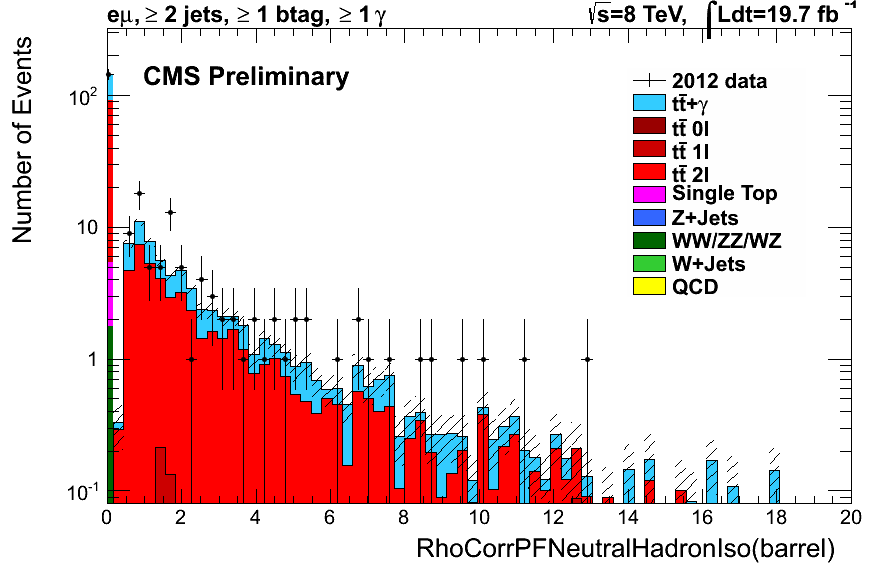 eμ, ≥ 2 jets, ≥ 1 btag, ≥ 1 γ
√s=8 TeV, ∫Ldt=19.7 fb⁻¹
CMS Preliminary
Number of Events
10²
10
1
10⁻¹
2012 data
tt̄+γ
tt̄ 0l
tt̄ 1l
tt̄ 2l
Single Top
Z+Jets
WW/ZZ/WZ
W+Jets
QCD
0 2 4 6 8 10 12 14 16 18 20
RhoCorrPFNeutralHadronIso(barrel)